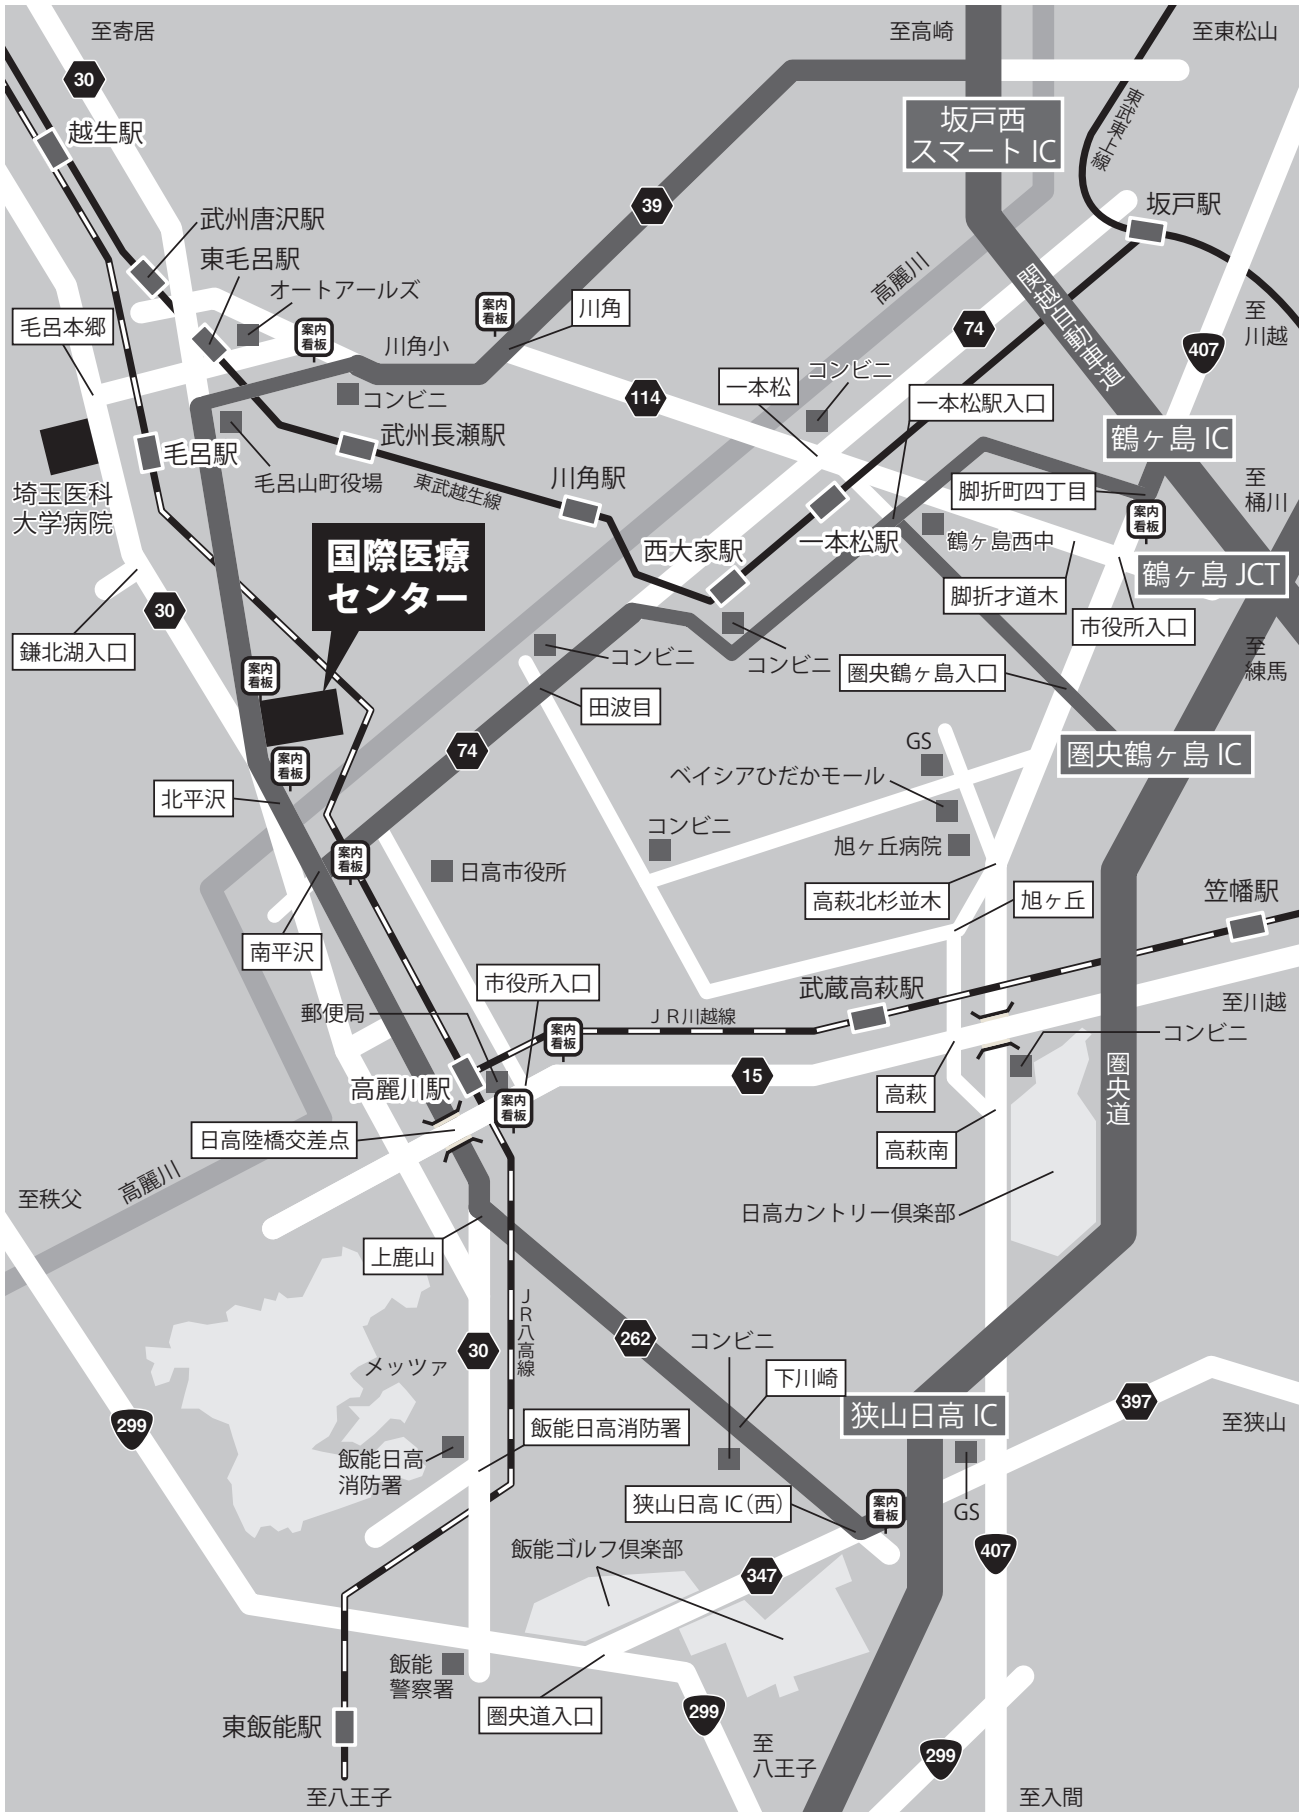 至寄居
至高崎
至東松山
30
越生駅
坂戸西
スマート IC
東武東上線
39
坂戸駅
武州唐沢駅
東毛呂駅
オートアールズ
高麗川
関越自動車道
毛呂本郷
案内
看板
案内
看板
川角
至
川越
74
407
川角小
コンビニ
一本松
コンビニ
114
一本松駅入口
鶴ヶ島 IC
武州長瀬駅
毛呂駅
毛呂山町役場
東武越生線
川角駅
脚折町四丁目
至
桶川
埼玉医科
大学病院
案内
看板
国際医療
センター
西大家駅
一本松駅
鶴ヶ島西中
鶴ヶ島 JCT
脚折才道木
市役所入口
30
鎌北湖入口
コンビニ
コンビニ
圏央鶴ヶ島入口
至
練馬
案内
看板
田波目
74
GS
圏央鶴ヶ島 IC
案内
看板
ベイシアひだかモール
北平沢
コンビニ
旭ヶ丘病院
案内
看板
日高市役所
高萩北杉並木
旭ヶ丘
笠幡駅
南平沢
市役所入口
武蔵高萩駅
郵便局
JR川越線
至川越
案内
看板
コンビニ
高麗川駅
15
圏央道
案内
看板
高萩
日高陸橋交差点
高萩南
高麗川
至秩父
日高カントリー倶楽部
上鹿山
JR八高線
262
コンビニ
30
メッツァ
下川崎
狭山日高 IC
397
至狭山
299
飯能日高消防署
飯能日高
消防署
狭山日高 IC(西)
案内
看板
GS
飯能ゴルフ倶楽部
407
347
飯能
警察署
圏央道入口
299
東飯能駅
至
八王子
299
至八王子
至入間